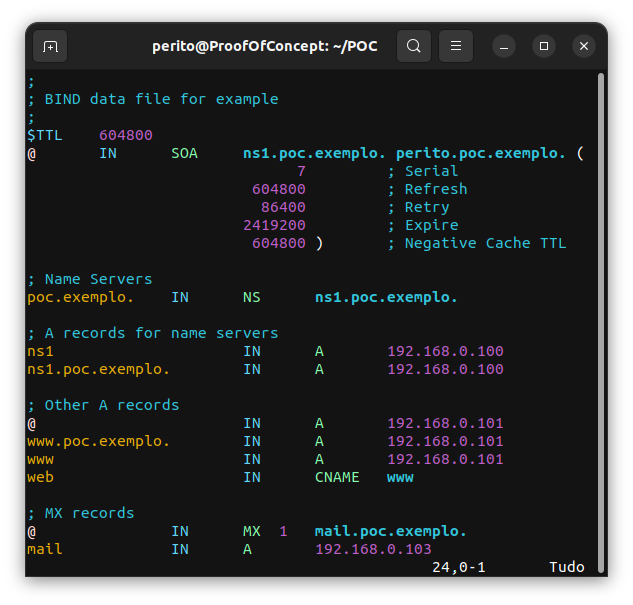 perito@ProofOfConcept: ~/POC
;
; BIND data file for example
;
$TTL    604800
@       IN      SOA     ns1.poc.exemplo. perito.poc.exemplo. (
                              7         ; Serial
                         604800         ; Refresh
                          86400         ; Retry
                        2419200         ; Expire
                         604800 )       ; Negative Cache TTL

; Name Servers
poc.exemplo.    IN      NS      ns1.poc.exemplo.

; A records for name servers
ns1                     IN      A       192.168.0.100
ns1.poc.exemplo.        IN      A       192.168.0.100

; Other A records
@                       IN      A       192.168.0.101
www.poc.exemplo.        IN      A       192.168.0.101
www                     IN      A       192.168.0.101
web                     IN      CNAME   www

; MX records
@               IN      MX  1   mail.poc.exemplo.
mail            IN      A       192.168.0.103
24,0-1       Tudo